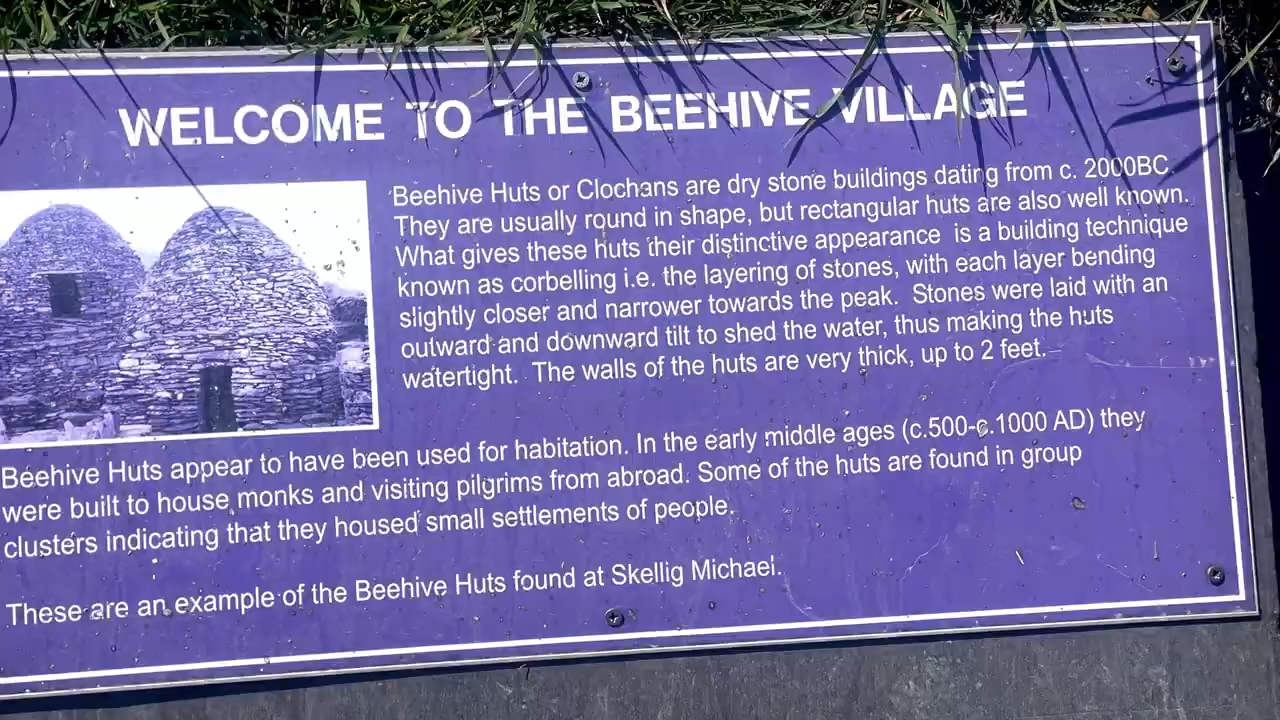 WELCOME TO THE BEEHIVE VILLAGE
Beehive Huts or Clochans are dry stone buildings dating from c. 2000BC.
They are usually round in shape, but rectangular huts are also well known.
What gives these huts their distinctive appearance is a building technique
known as corbelling i.e. the layering of stones, with each layer bending
slightly closer and narrower towards the peak. Stones were laid with an
outward and downward tilt to shed the water, thus making the huts
watertight. The walls of the huts are very thick, up to 2 feet.
Beehive Huts appear to have been used for habitation. In the early middle ages (c.500-c.1000 AD) they
were built to house monks and visiting pilgrims from abroad. Some of the huts are found in group
clusters indicating that they housed small settlements of people.
These are an example of the Beehive Huts found at Skellig Michael.